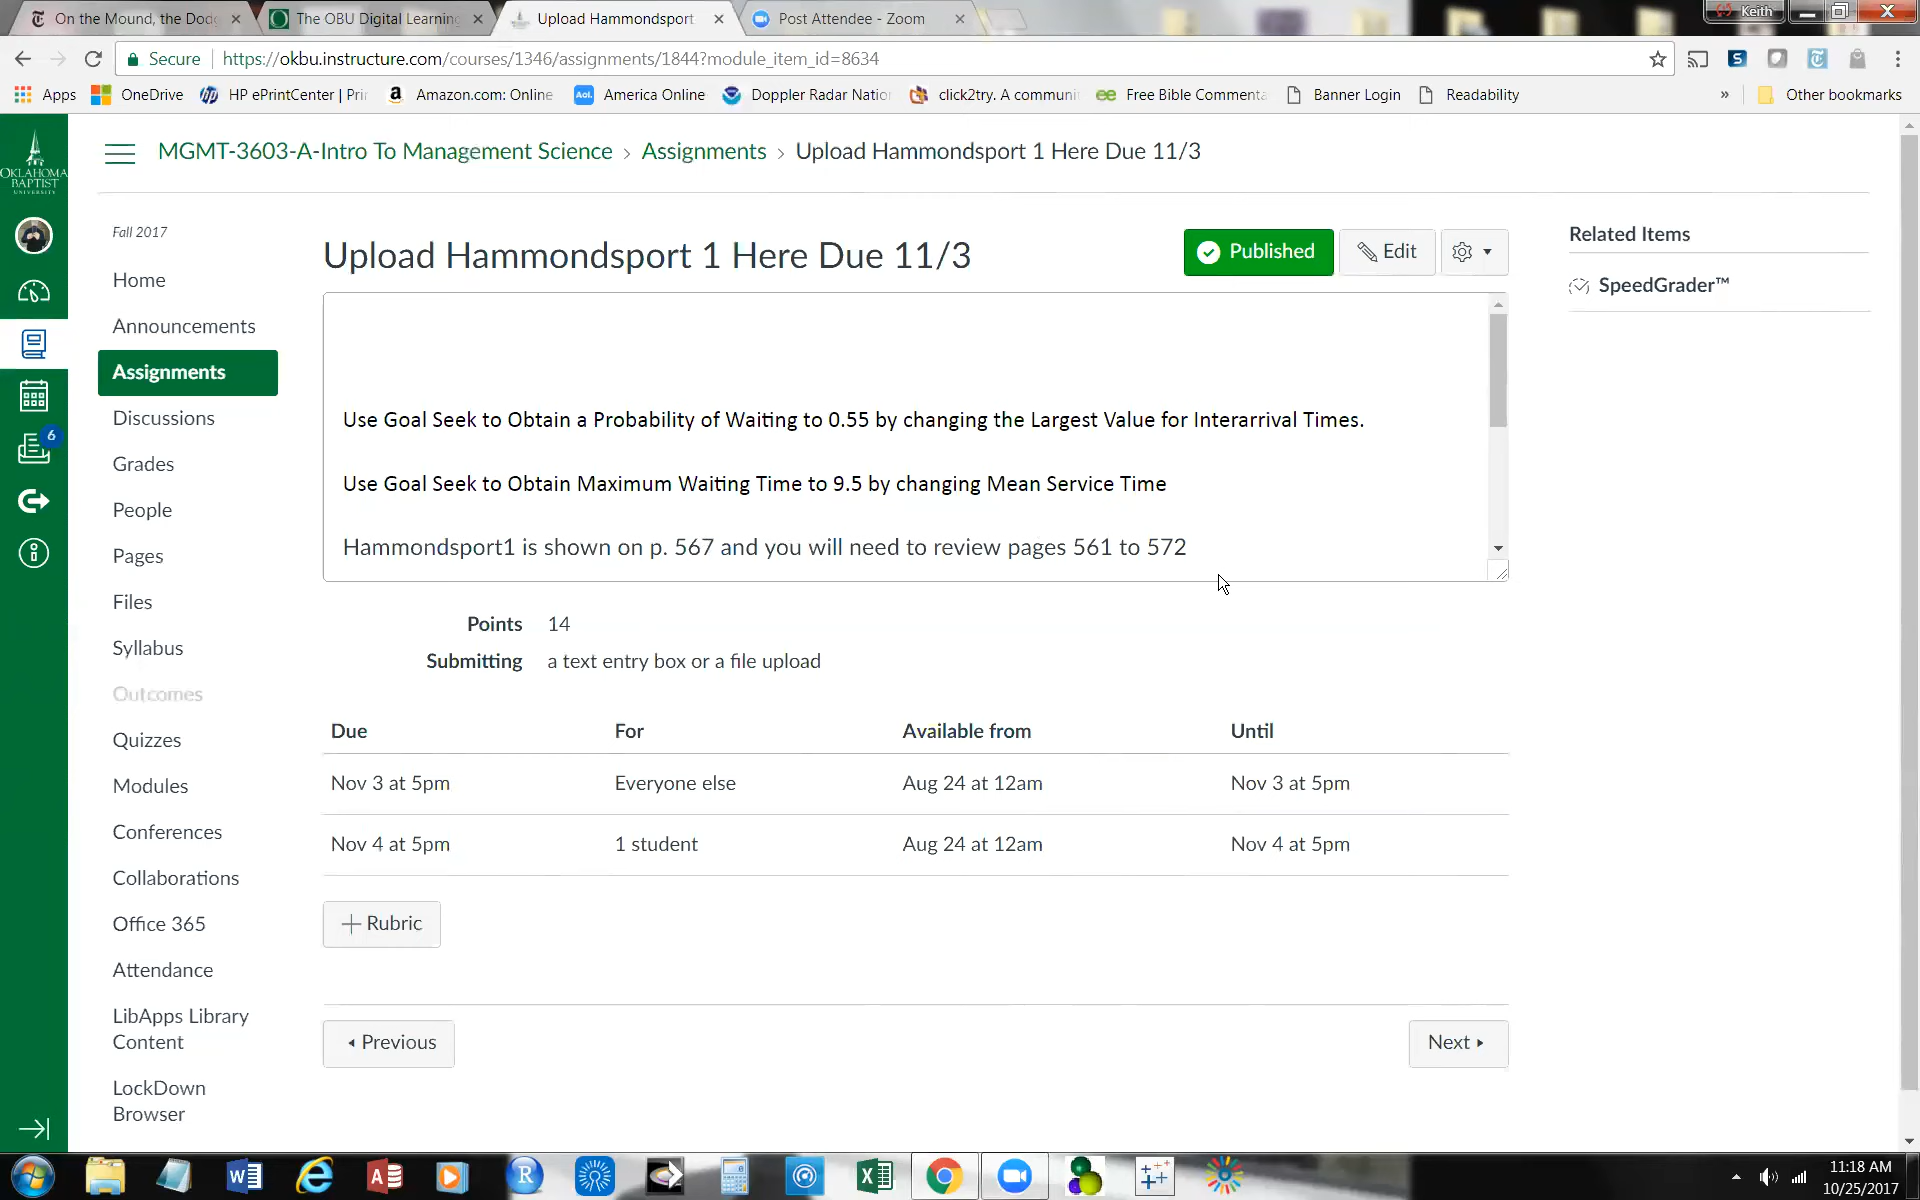 On the Mound, the Dod
The OBU Digital Learning
Upload Hammondsport
Post Attendee - Zoom
Keith
Secure
https://okbu.instructure.com/courses/1346/assignments/1844?module_item_id=8634
Apps
OneDrive
HP ePrintCenter | Pri
Amazon.com: Online
America Online
Doppler Radar Natio
click2try. A communi
Free Bible Commenta
Banner Login
Readability
»
Other bookmarks
OKLAHOMA
BAPTIST
UNIVERSITY
MGMT-3603-A-Intro To Management Science › Assignments › Upload Hammondsport 1 Here Due 11/3
Fall 2017
Home
Announcements
Assignments
Discussions
Grades
People
Pages
Files
Syllabus
Outcomes
Quizzes
Modules
Conferences
Collaborations
Office 365
Attendance
LibApps Library
Content
LockDown
Browser
6
Upload Hammondsport 1 Here Due 11/3
Published
Edit
Use Goal Seek to Obtain a Probability of Waiting to 0.55 by changing the Largest Value for Interarrival Times.
Use Goal Seek to Obtain Maximum Waiting Time to 9.5 by changing Mean Service Time
Hammondsport1 is shown on p. 567 and you will need to review pages 561 to 572
Points 14
Submitting a text entry box or a file upload
Due For Available from Until
Nov 3 at 5pm Everyone else Aug 24 at 12am Nov 3 at 5pm
Nov 4 at 5pm 1 student Aug 24 at 12am Nov 4 at 5pm
Rubric
Previous
Next
Related Items
SpeedGrader™
11:18 AM
10/25/2017